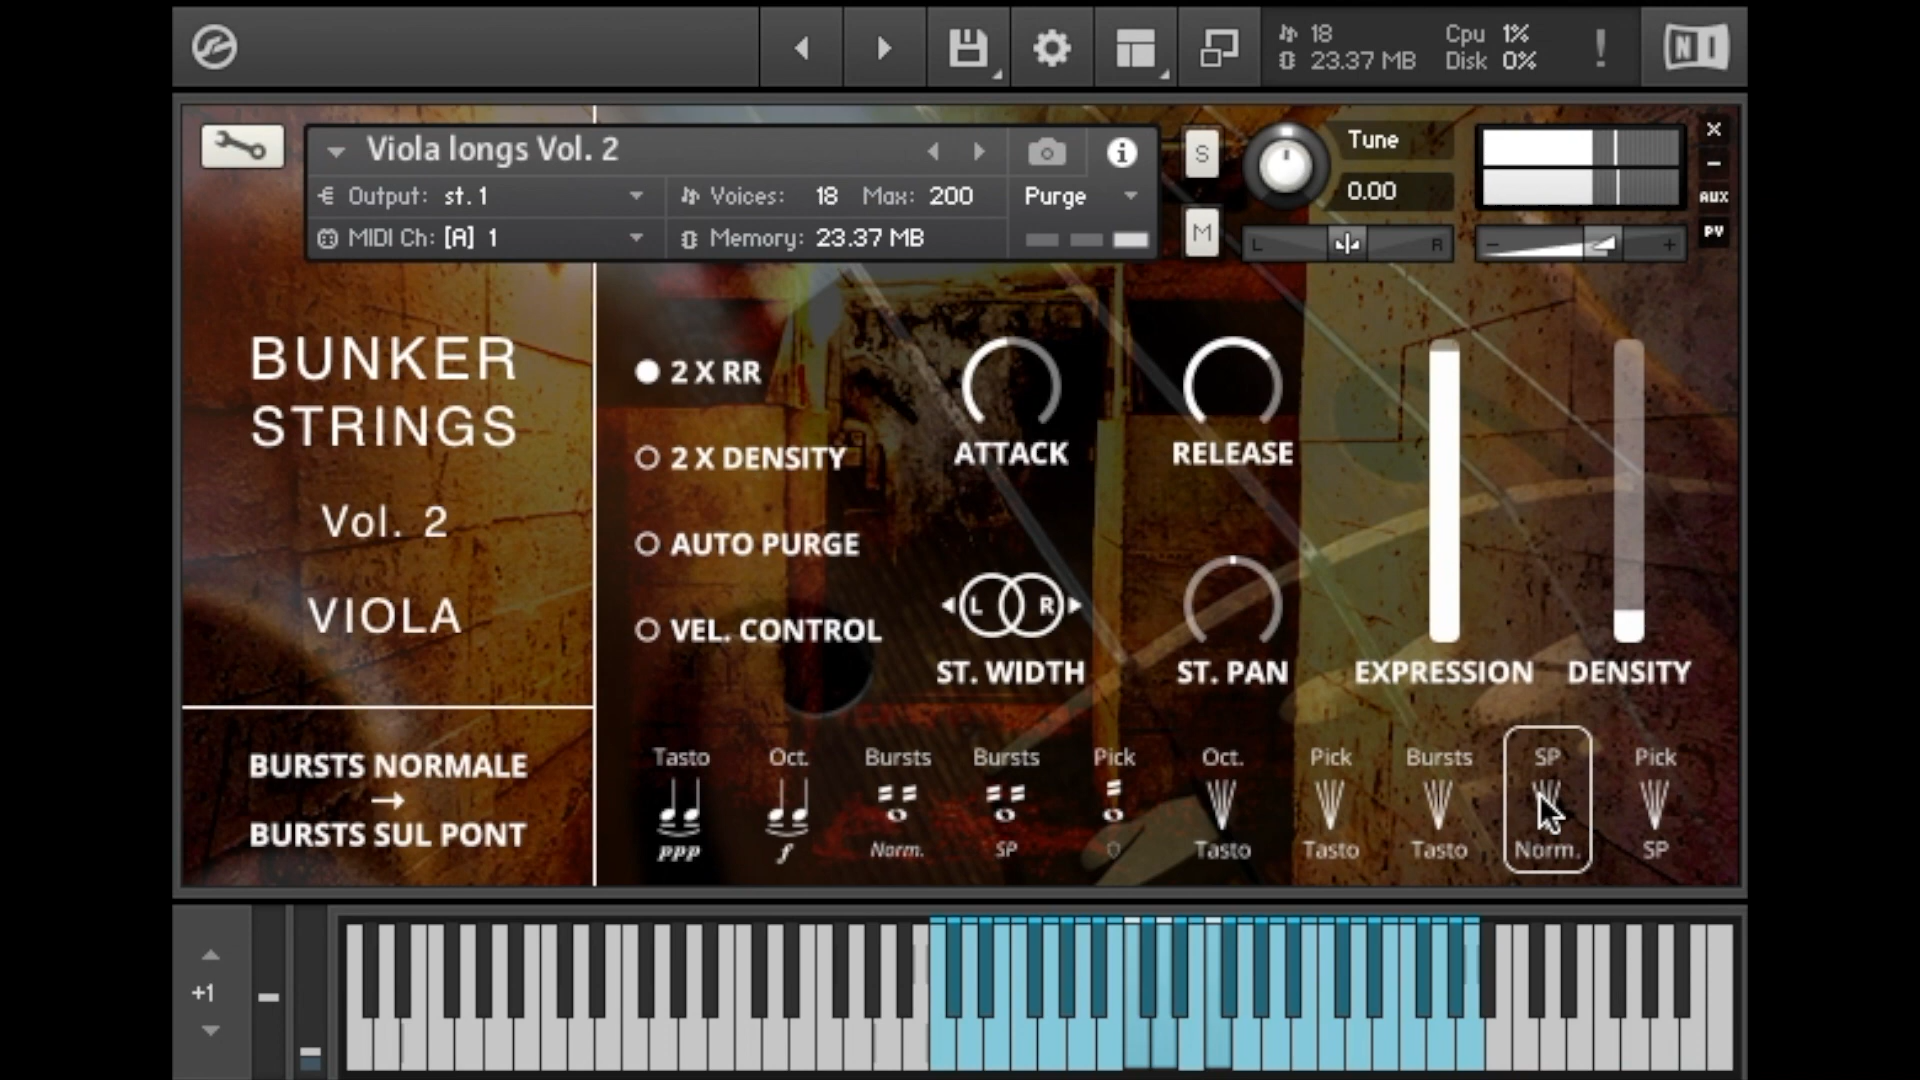 18
23.37 MB
Cpu 1%
Disk 0%
!
NI
Viola longs Vol. 2
i
Output: st. 1
Voices: 18 Max: 200
Purge
MIDI Ch: [A] 1
Memory: 23.37 MB
S
M
Tune
0.00
L
R
-
+
×
-
AUX
PV
BUNKER
STRINGS
Vol. 2
VIOLA
BURSTS NORMALE
→
BURSTS SUL PONT
2 X RR
2 X DENSITY
AUTO PURGE
VEL. CONTROL
ATTACK
RELEASE
L R
ST. WIDTH
ST. PAN
EXPRESSION
DENSITY
Tasto
ppp
Oct.
f
Bursts
Norm.
Bursts
SP
Pick
Oct.
Tasto
Pick
Tasto
Bursts
Tasto
SP
Norm.
Pick
SP
+1